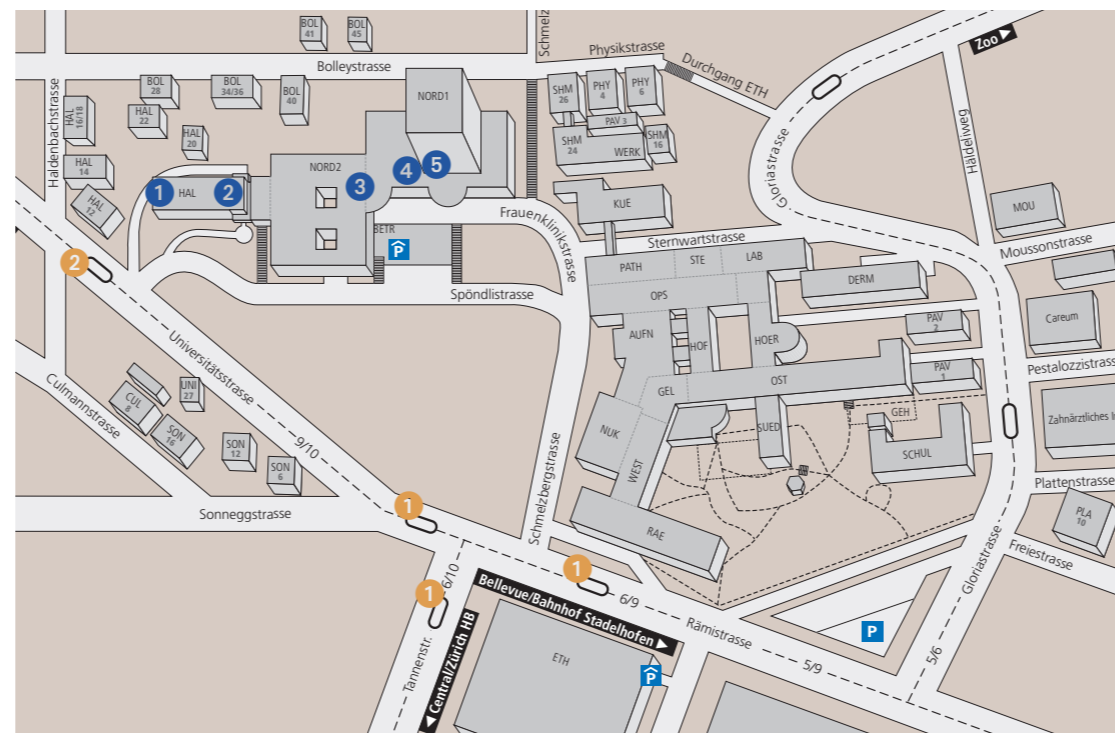 BOL
41
BOL
45
Schmelz
Physikstrasse
Zoo
Bolleystrasse
Durchgang ETH
Haldenbachstrasse
HAL
16/18
BOL
28
BOL
34/36
BOL
40
NORD1
SHM
26
PHY
4
PHY
6
HAL
22
HAL
20
PAV 3
SHM
24
WERK
SHM
16
Gloriastrasse
Häldeliweg
HAL
14
NORD2
5
4
3
1
HAL
2
HAL
12
KUE
MOU
Frauenklinikstrasse
Sternwartstrasse
Moussonstrasse
BETR
P
2
PATH
STE
LAB
DERM
Spöndlistrasse
OPS
Careum
PAV
2
AUFN
HOF
HOER
Universitätsstrasse
PAV
1
Pestalozzistrass
OST
GEL
Culmannstrasse
UNI
27
CUL
8
SON
16
SON
12
SON
6
9/10
NUK
SUED
GEH
Zahnärztliches In
WEST
SCHUL
Plattenstrasse
Schmelzbergstrasse
Sonneggstrasse
1
RAE
PLA
10
Freiestrasse
Gloriastrasse
6/10
1
1
Bellevue/Bahnhof Stadelhofen
6/9
Rämistrasse
P
Tannenstr.
Central/Zürich HB
ETH
P
5/9
5/6